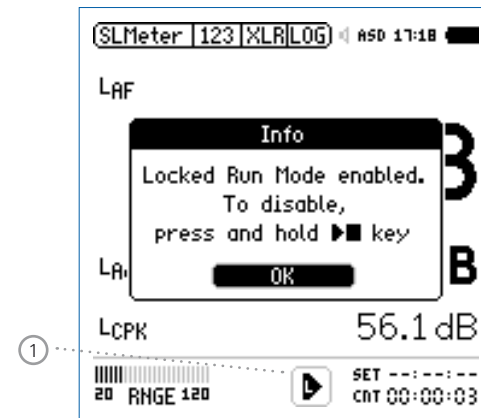 SLMeter 123 XLR LOG ASD 17:18
LAF
3
Info
Locked Run Mode enabled.
To disable,
press and hold ▶■ key
OK
B
LCPK 56.1 dB
1
20 RNGE 120 L SET --:--:--
CNT 00:00:03